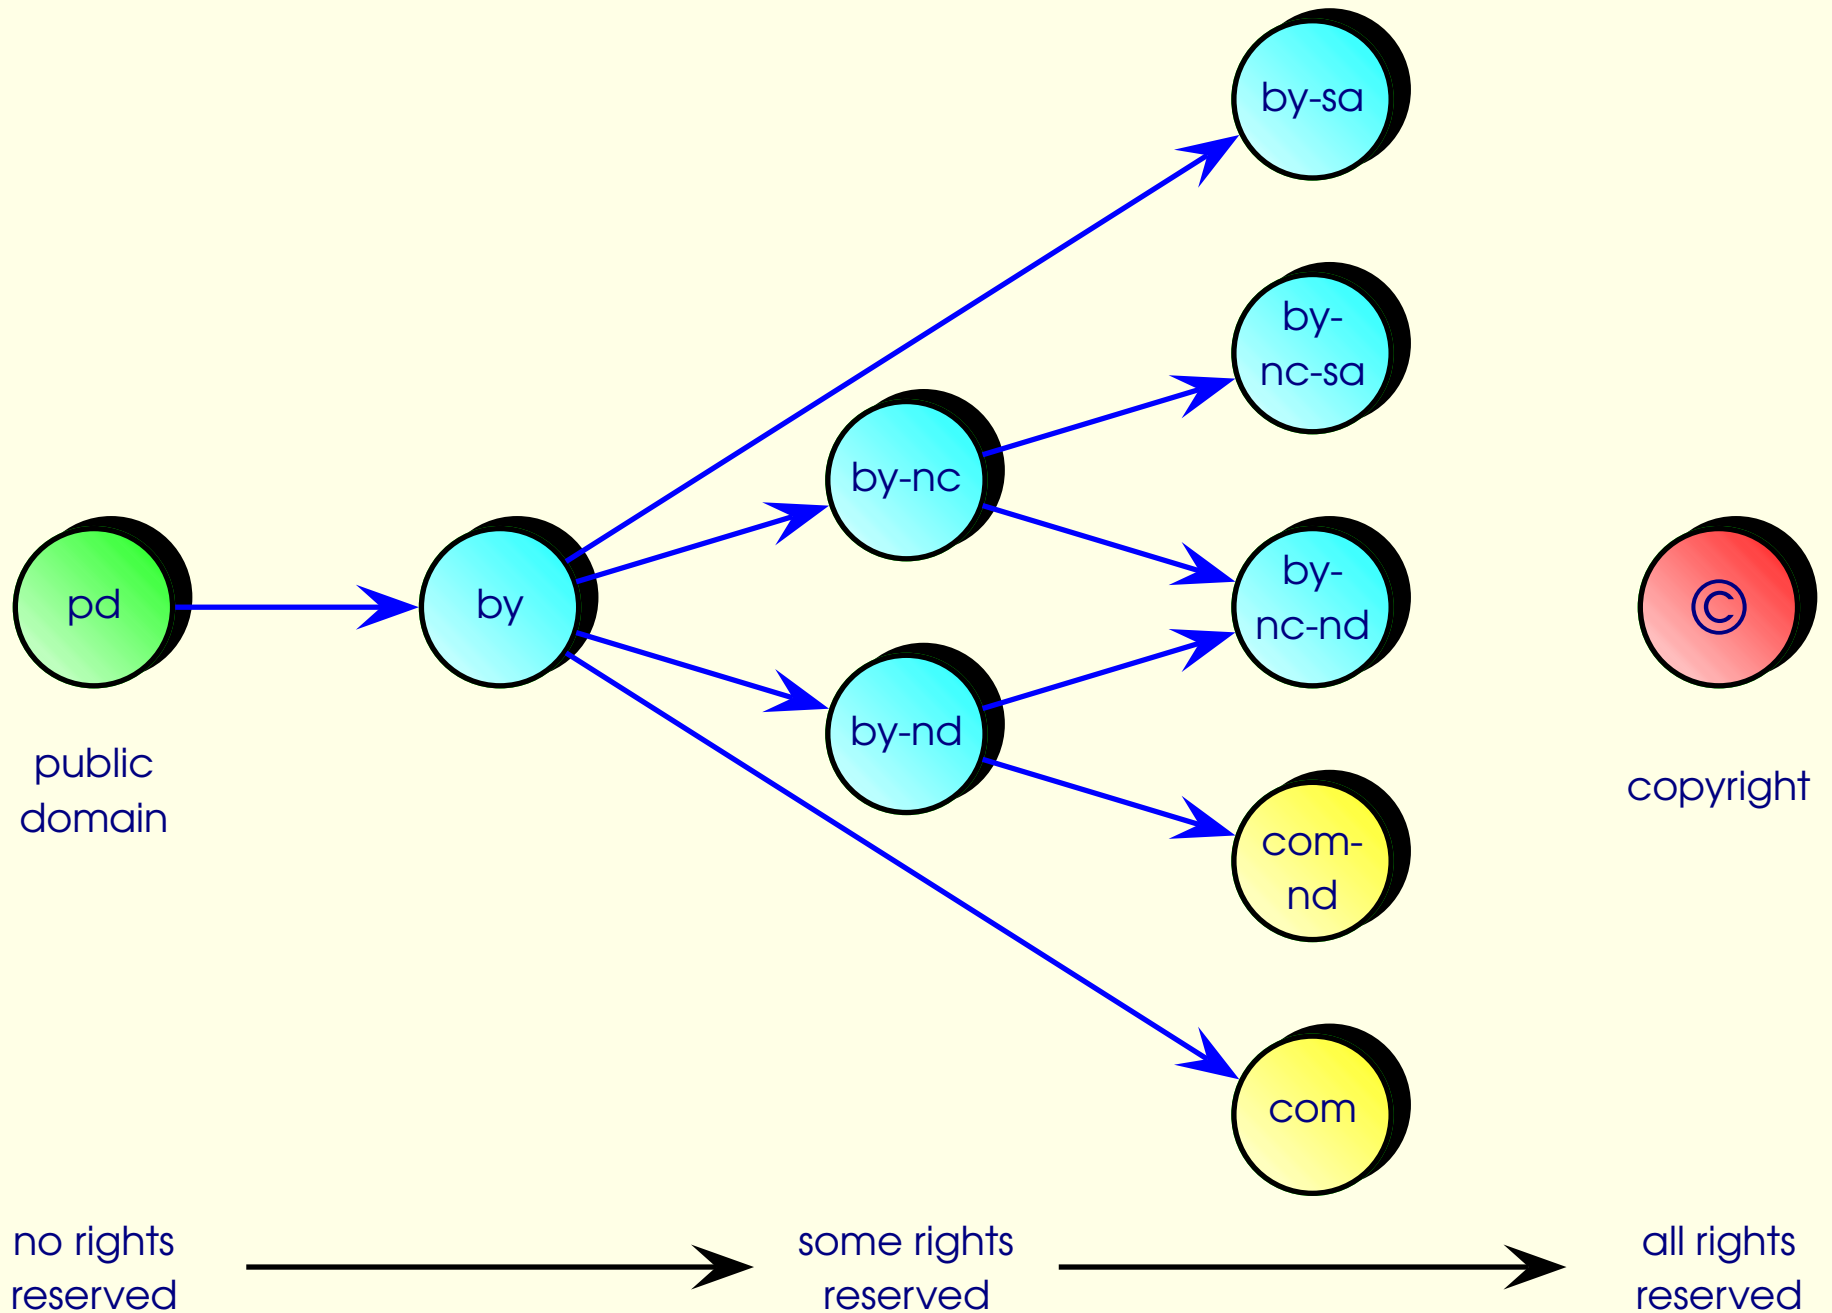 by-sa
by-
nc-sa
by-nc
pd
by
by-
nc-nd
©
by-nd
public
domain
copyright
com-
nd
com
no rights
reserved
some rights
reserved
all rights
reserved